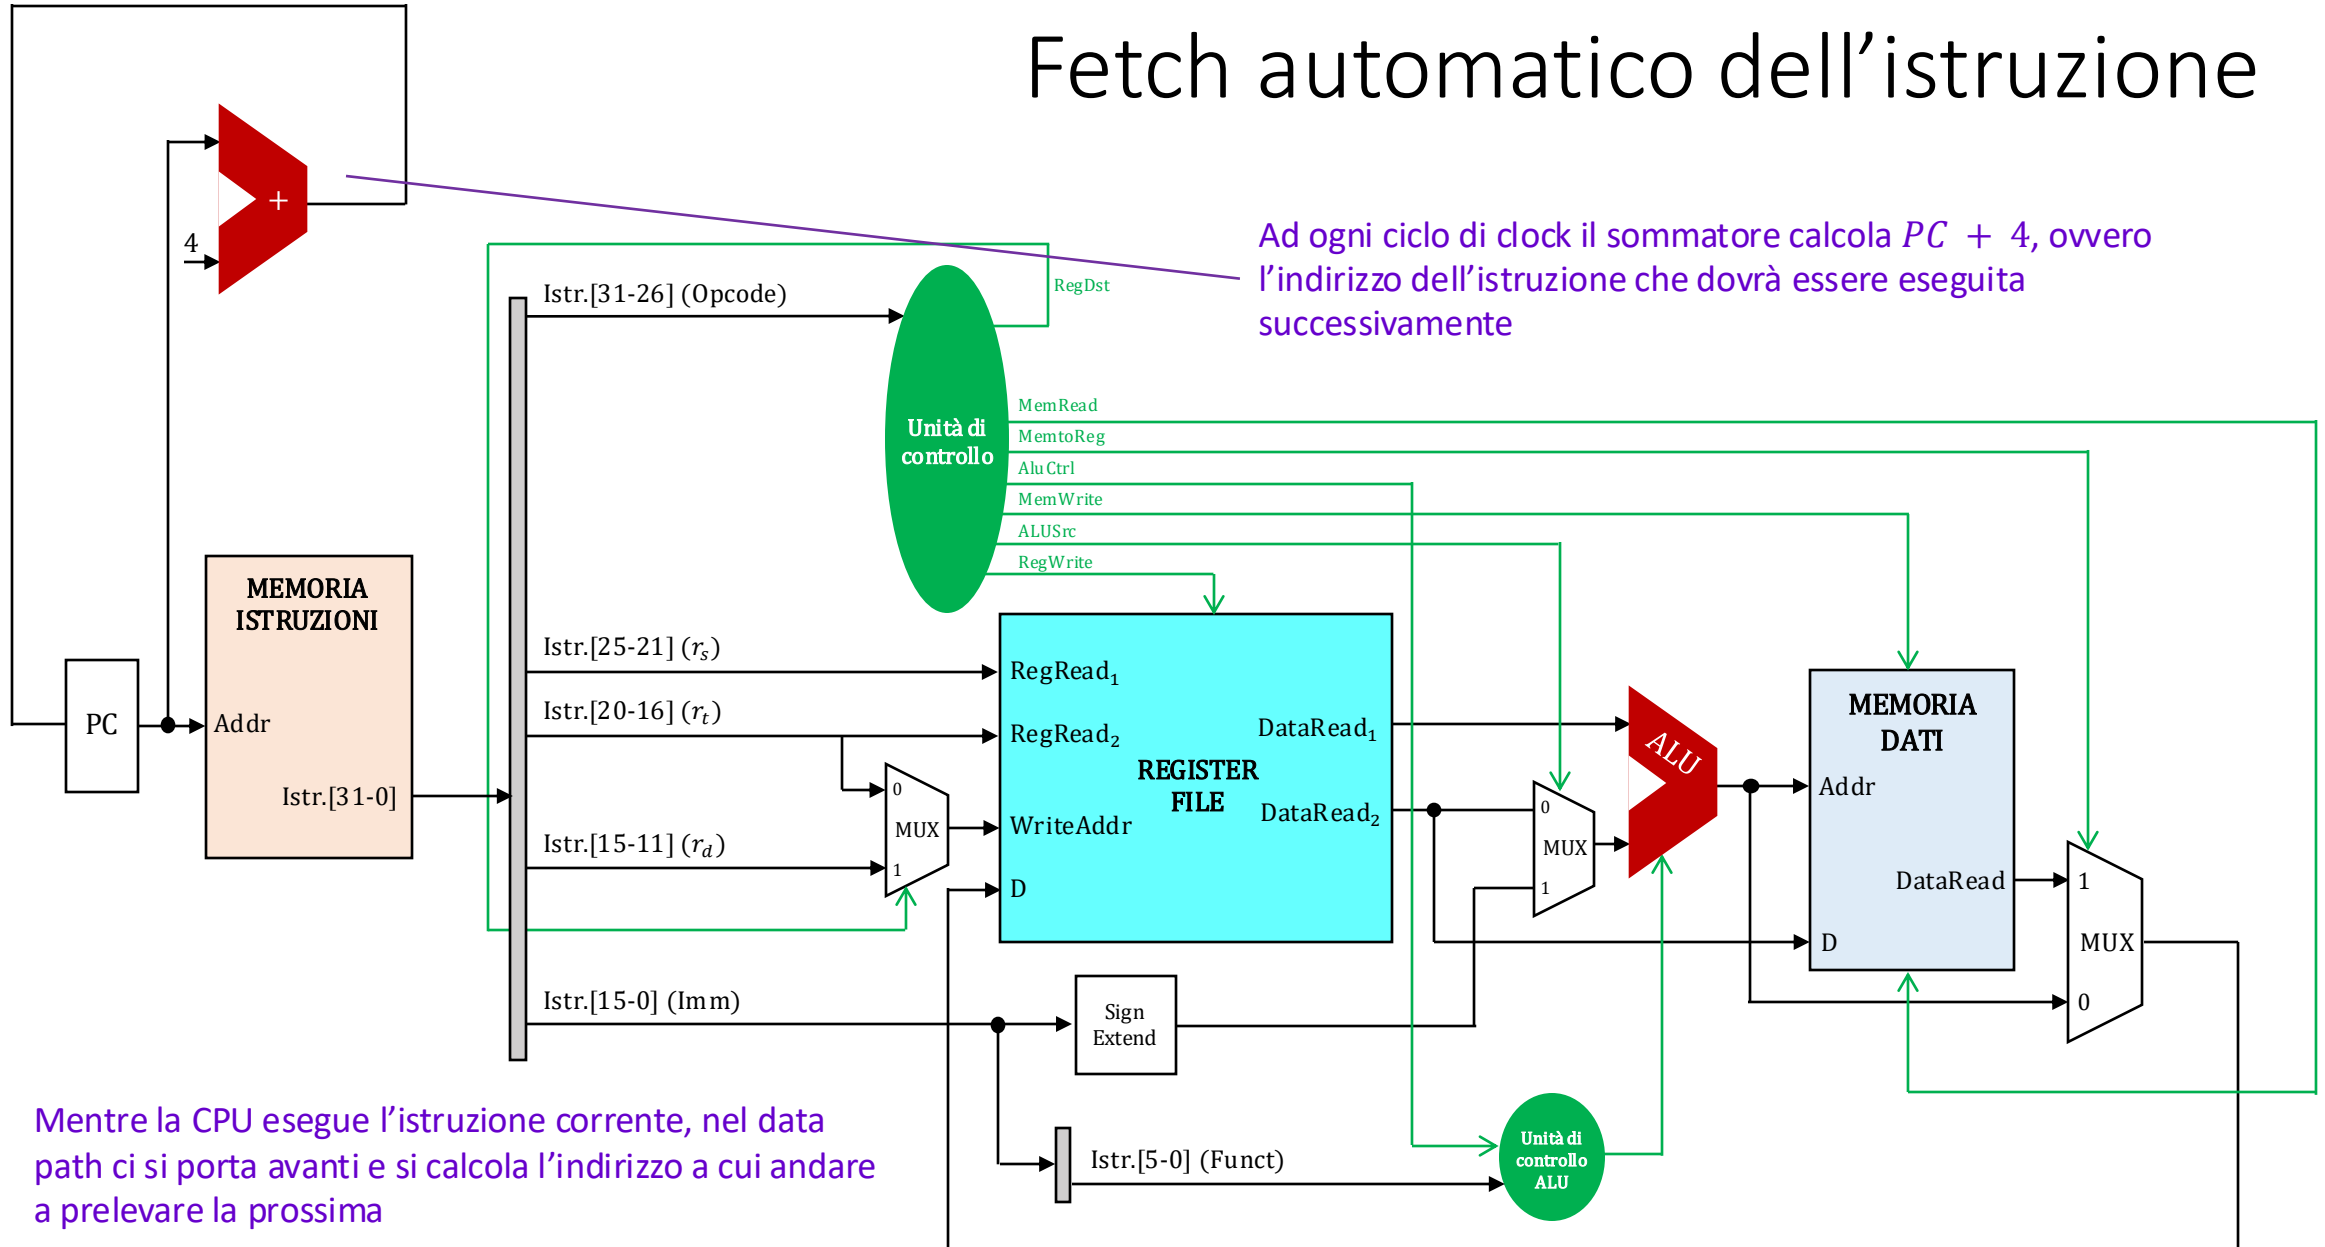 Fetch automatico dell’istruzione
+
4
Ad ogni ciclo di clock il sommatore calcola PC + 4, ovvero
l’indirizzo dell’istruzione che dovrà essere eseguita
successivamente
RegDst
Istr.[31-26] (Opcode)
Unità di
controllo
MemRead
MemtoReg
AluCtrl
MemWrite
ALUSrc
RegWrite
MEMORIA
ISTRUZIONI
PC
Addr
Istr.[31-0]
Istr.[25-21] (rs)
Istr.[20-16] (rt)
Istr.[15-11] (rd)
Istr.[15-0] (Imm)
0
MUX
1
RegRead1
RegRead2
WriteAddr
D
REGISTER
FILE
DataRead1
DataRead2
0
MUX
1
ALU
MEMORIA
DATI
Addr
DataRead
D
1
MUX
0
Sign
Extend
Istr.[5-0] (Funct)
Unità di
controllo
ALU
Mentre la CPU esegue l’istruzione corrente, nel data
path ci si porta avanti e si calcola l’indirizzo a cui andare
a prelevare la prossima